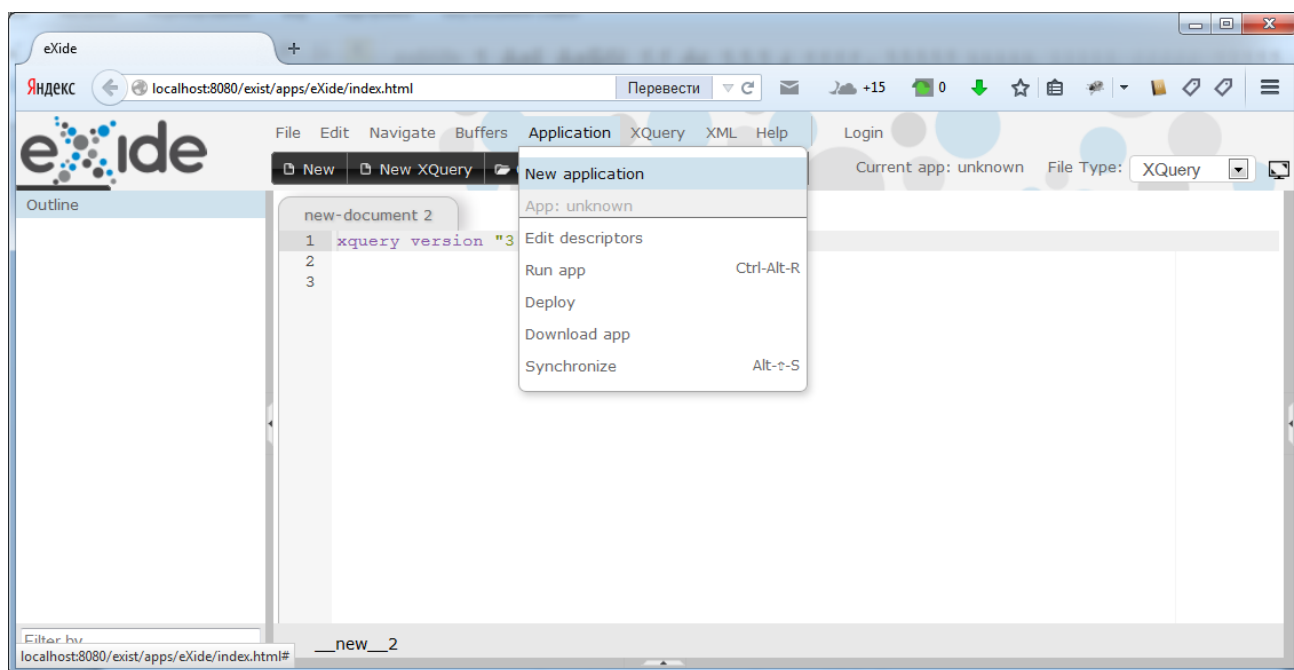 eXide
Яндекс localhost:8080/exist/apps/eXide/index.html Перевести +15 0
eXide File Edit Navigate Buffers Application XQuery XML Help Login
New New XQuery Current app: unknown File Type: XQuery
Outline
new-document 2
1 xquery version "3
2
3
New application
App: unknown
Edit descriptors
Run app Ctrl-Alt-R
Deploy
Download app
Synchronize Alt-⇧-S
Filter by
__new__2
localhost:8080/exist/apps/eXide/index.html#